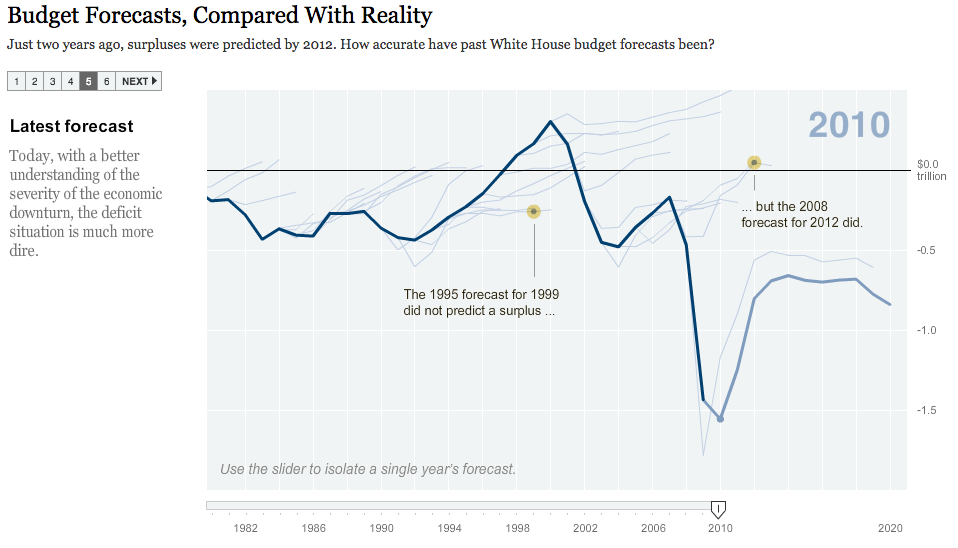 Budget Forecasts, Compared With Reality
Just two years ago, surpluses were predicted by 2012. How accurate have past White House budget forecasts been?
1 2 3 4 5 6 NEXT
Latest forecast
Today, with a better
understanding of the
severity of the economic
downturn, the deficit
situation is much more
dire.
2010
$0.0
trillion
... but the 2008
forecast for 2012 did.
-0.5
The 1995 forecast for 1999
did not predict a surplus ...
-1.0
-1.5
Use the slider to isolate a single year's forecast.
1982 1986 1990 1994 1998 2002 2006 2010 2020